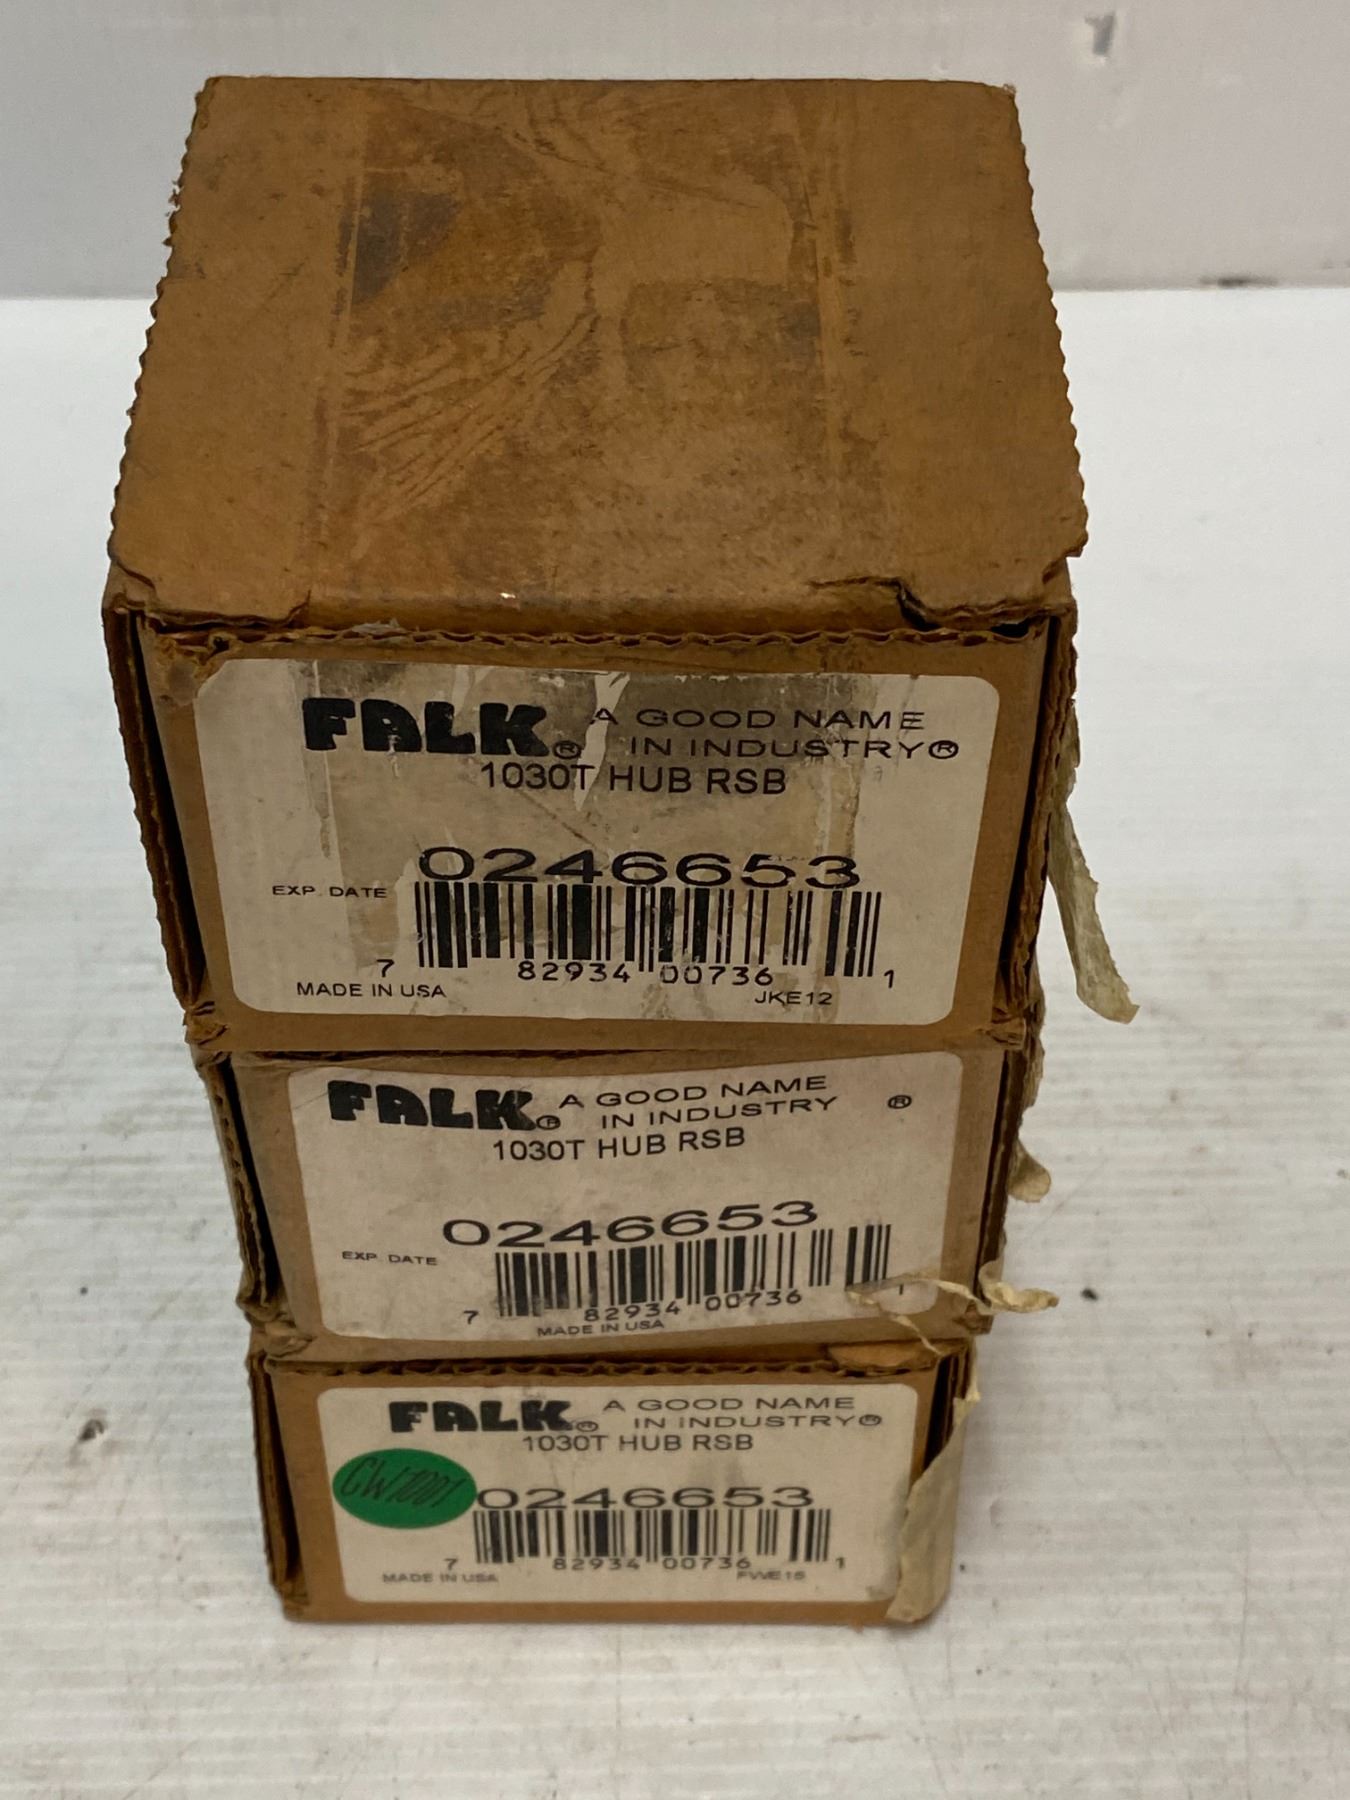 FALK® A GOOD NAME
IN INDUSTRY®
1030T HUB RSB
0246653
EXP. DATE
7 82934 00736 1
MADE IN USA JKE12
FALK® A GOOD NAME
IN INDUSTRY ®
1030T HUB RSB
0246653
EXP. DATE
7 82934 00736 1
MADE IN USA
FALK® A GOOD NAME
IN INDUSTRY®
1030T HUB RSB
0246653
7 82934 00736 1
MADE IN USA